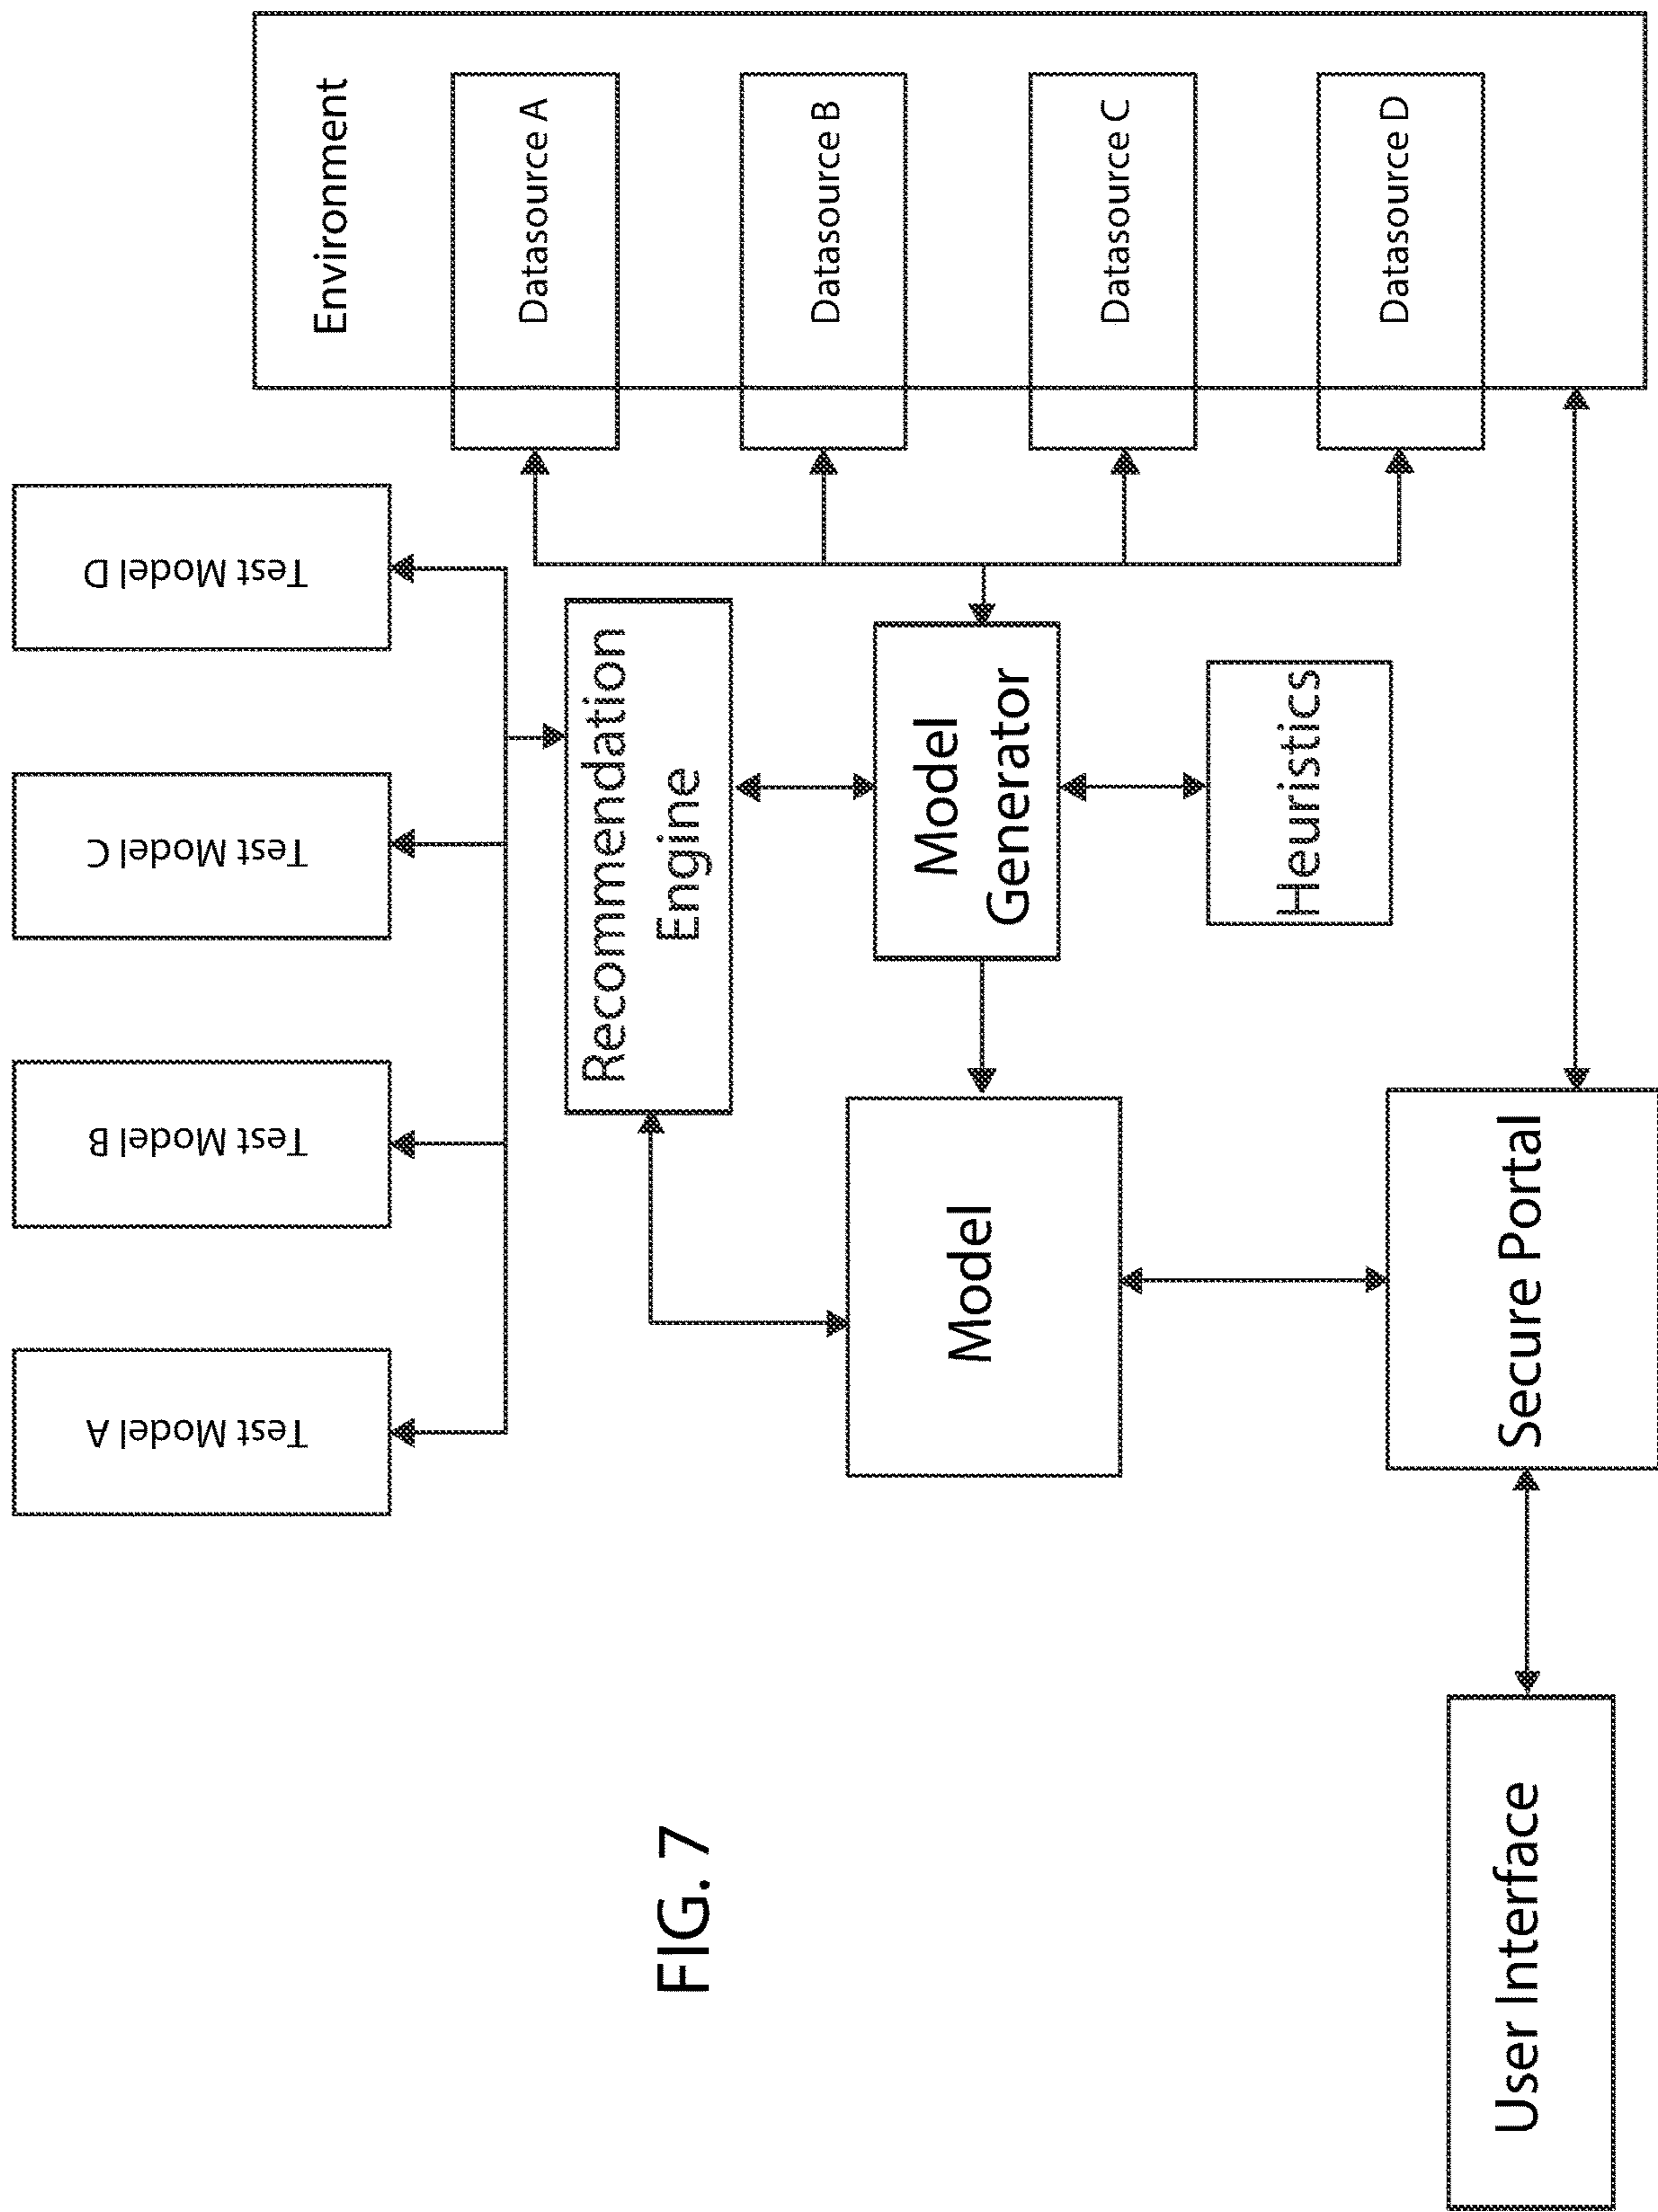 Test Model A
Test Model B
Test Model C
Test Model D
Recommendation
Engine
Environment
Datasource A
Datasource B
Datasource C
Datasource D
Model
Model
Generator
Heuristics
User Interface
Secure Portal
FIG. 7